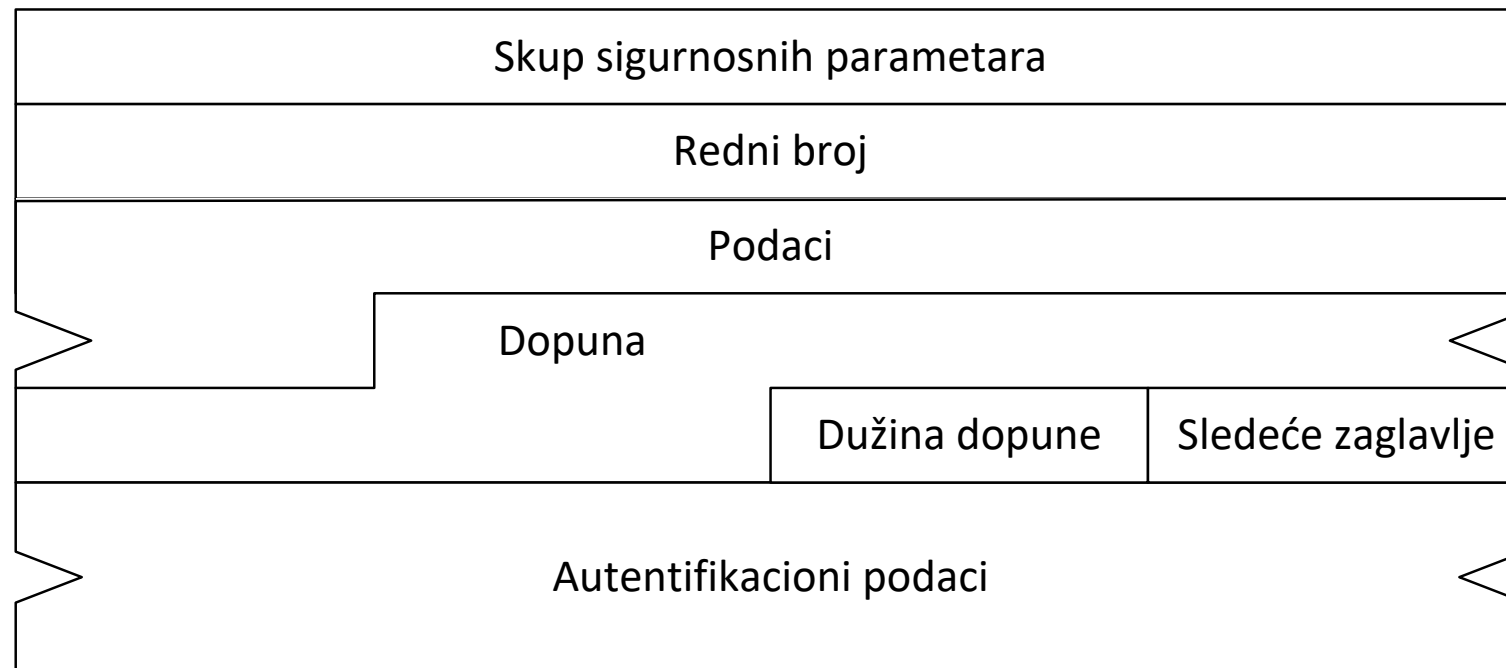 Skup sigurnosnih parametara
Redni broj
Podaci
Dopuna
Dužina dopune
Sledeće zaglavlje
Autentifikacioni podaci